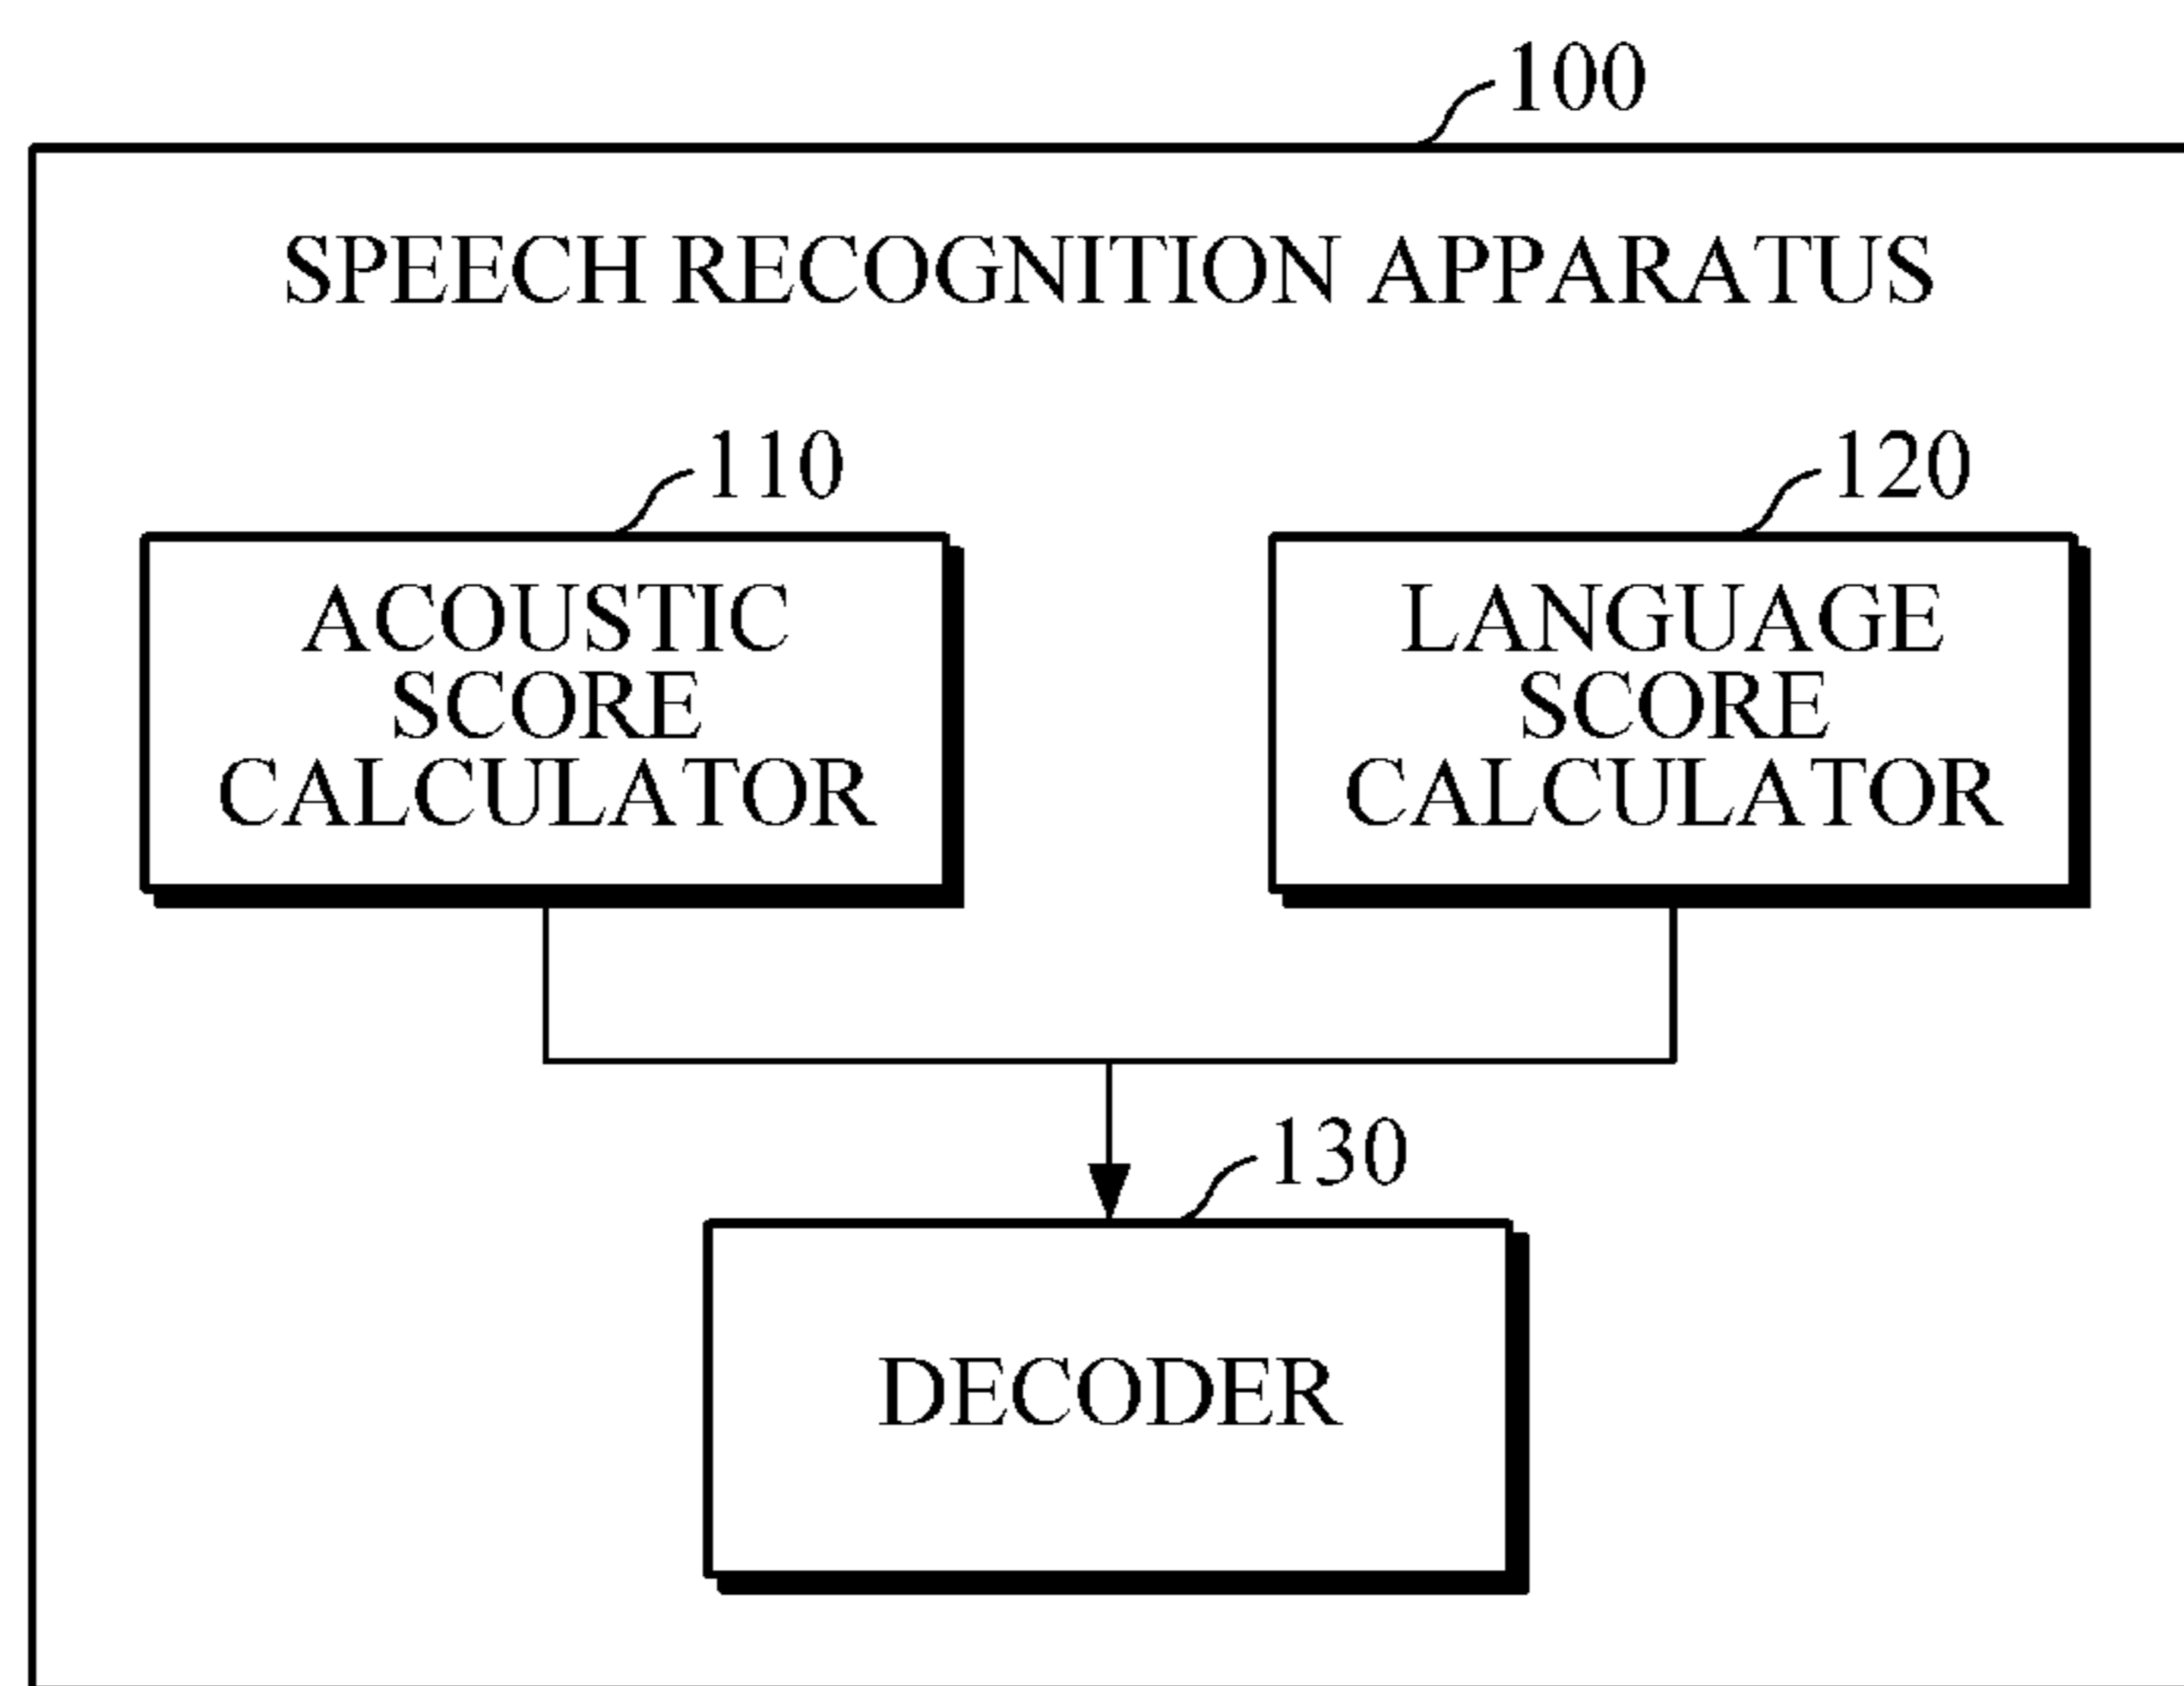 100
SPEECH RECOGNITION APPARATUS
110
120
ACOUSTIC
SCORE
CALCULATOR
LANGUAGE
SCORE
CALCULATOR
130
DECODER